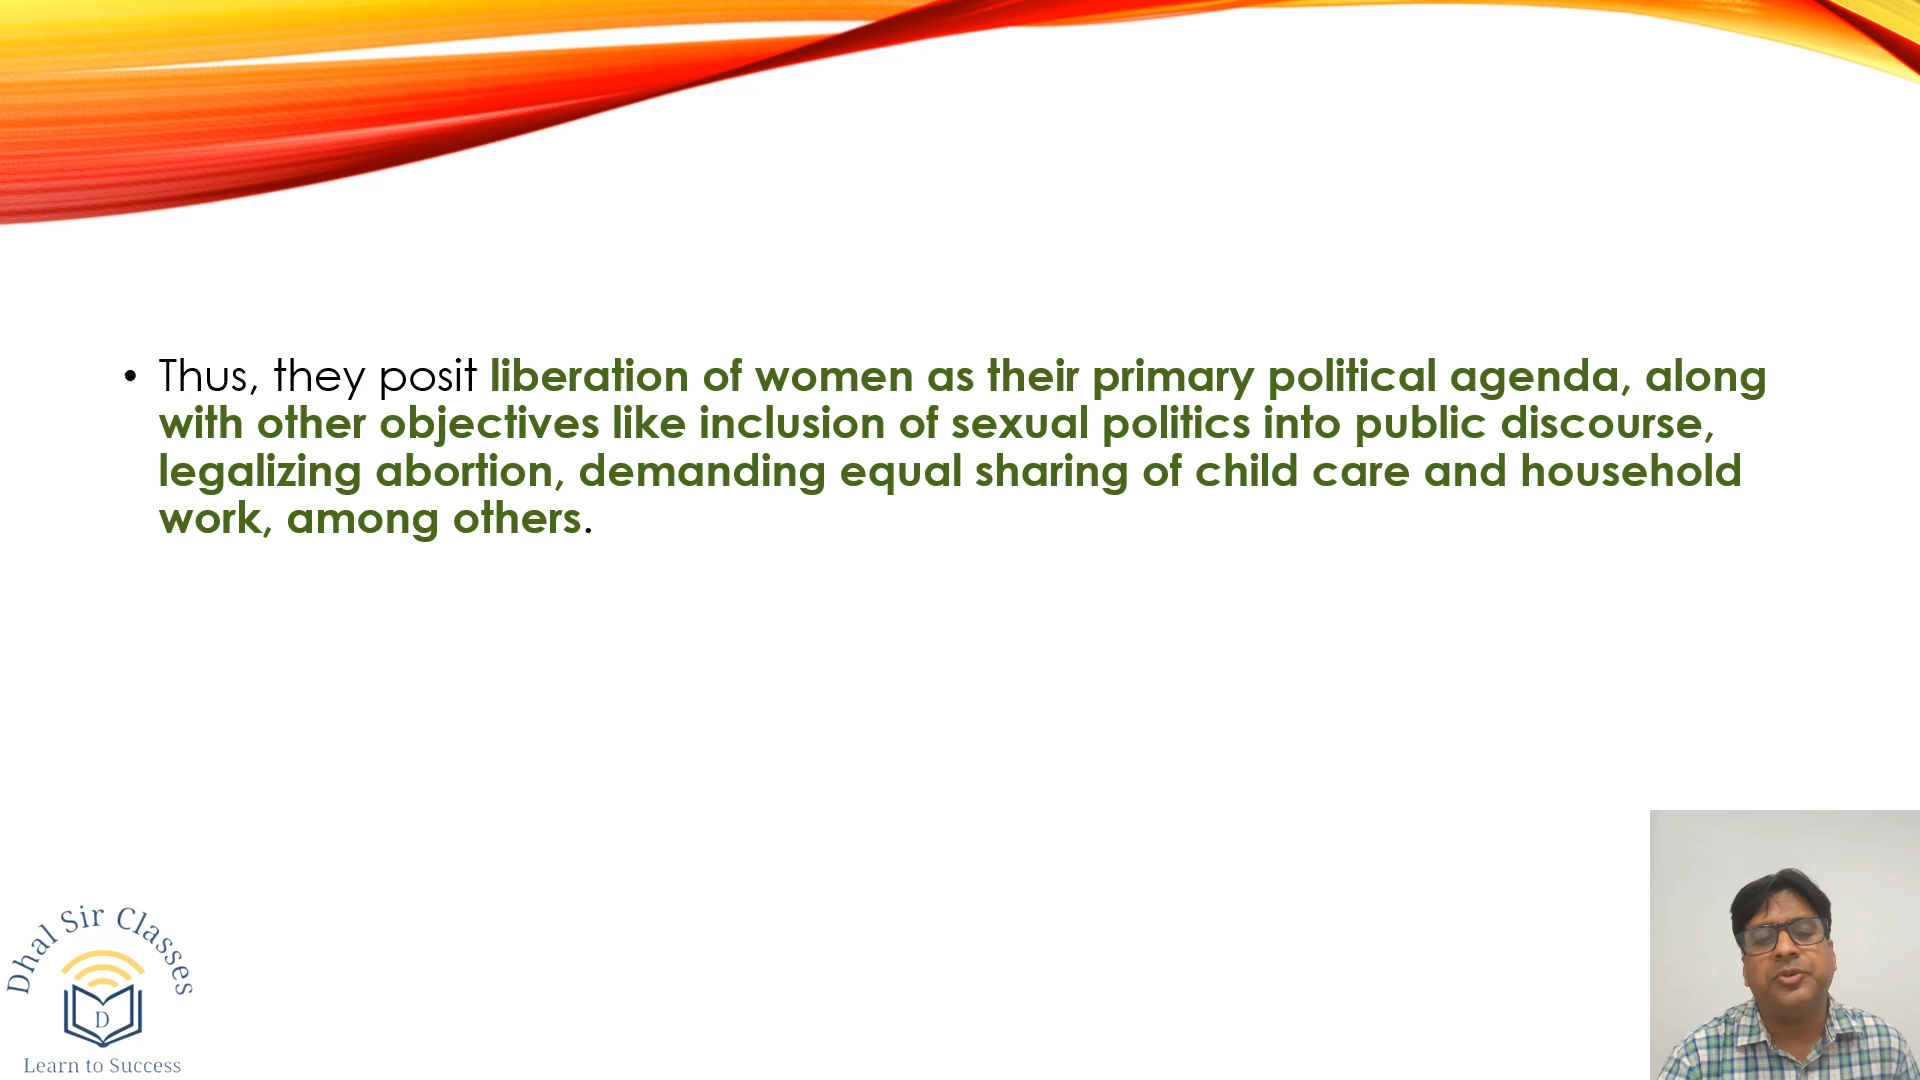 • Thus, they posit liberation of women as their primary political agenda, along
with other objectives like inclusion of sexual politics into public discourse,
legalizing abortion, demanding equal sharing of child care and household
work, among others.
Dhal Sir Classes
D
Learn to Success